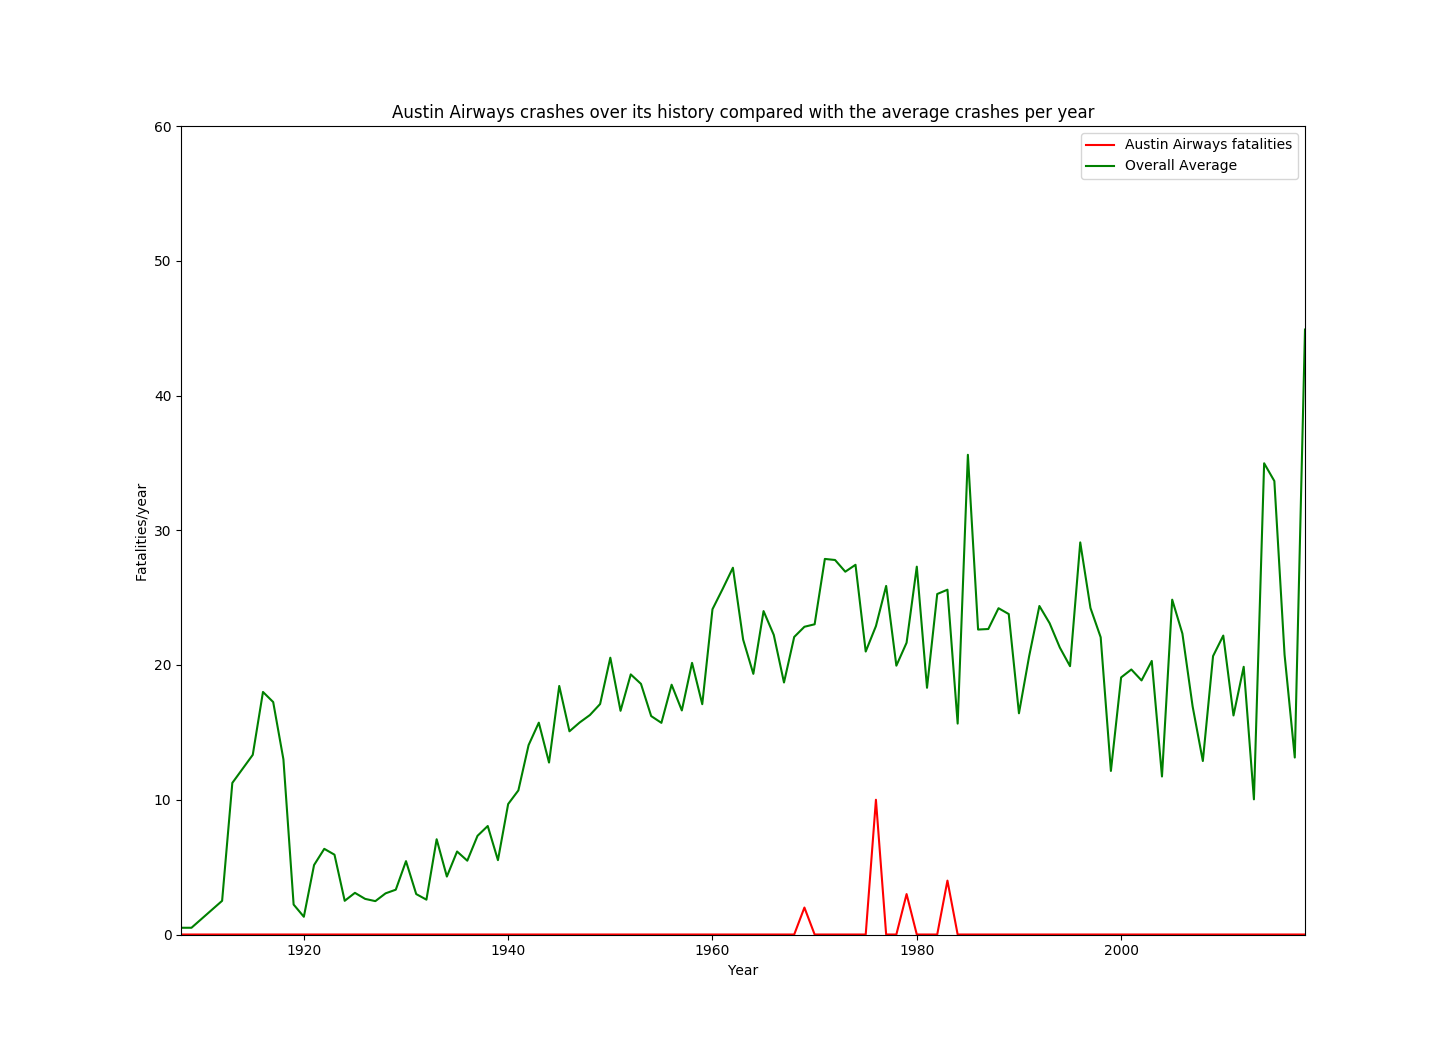 Austin Airways crashes over its history compared with the average crashes per year
60
50
40
30
20
10
0
Fatalities/year
Austin Airways fatalities
Overall Average
1920
1940
1960
1980
2000
Year